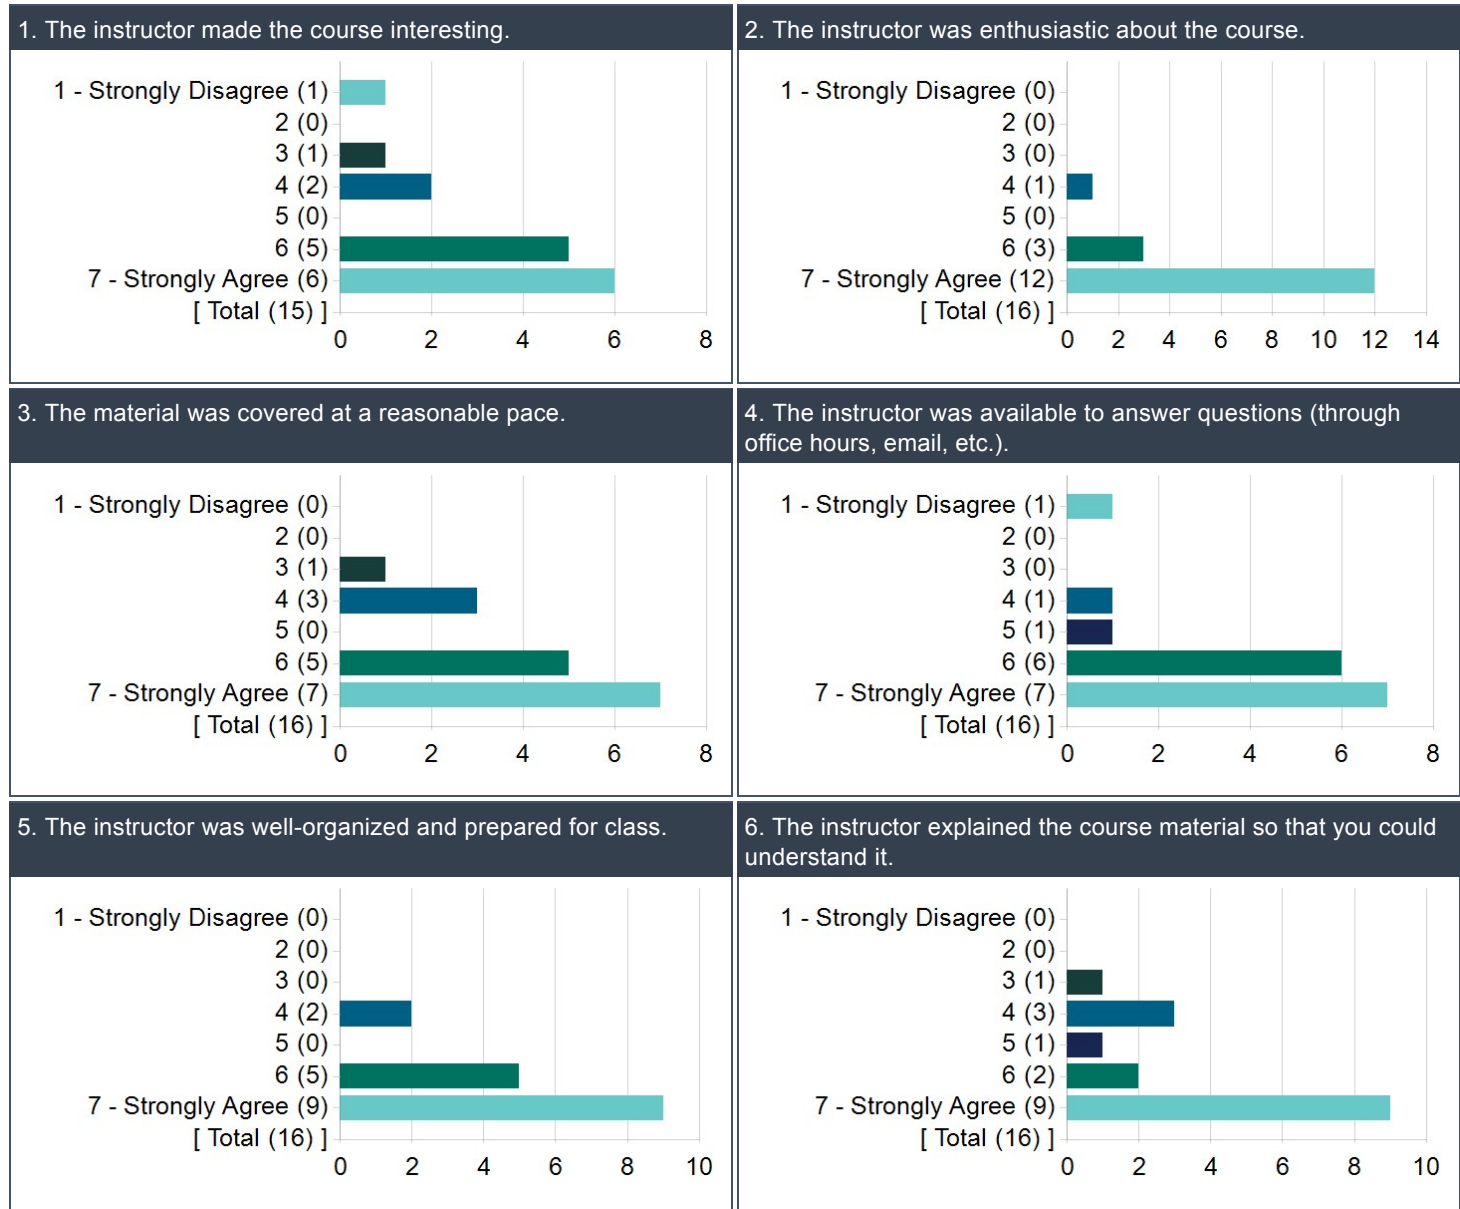 1. The instructor made the course interesting.
1 - Strongly Disagree (1)
2 (0)
3 (1)
4 (2)
5 (0)
6 (5)
7 - Strongly Agree (6)
[ Total (15) ]
0 2 4 6 8
2. The instructor was enthusiastic about the course.
1 - Strongly Disagree (0)
2 (0)
3 (0)
4 (1)
5 (0)
6 (3)
7 - Strongly Agree (12)
[ Total (16) ]
0 2 4 6 8 10 12 14
3. The material was covered at a reasonable pace.
1 - Strongly Disagree (0)
2 (0)
3 (1)
4 (3)
5 (0)
6 (5)
7 - Strongly Agree (7)
[ Total (16) ]
0 2 4 6 8
4. The instructor was available to answer questions (through
office hours, email, etc.).
1 - Strongly Disagree (1)
2 (0)
3 (0)
4 (1)
5 (1)
6 (6)
7 - Strongly Agree (7)
[ Total (16) ]
0 2 4 6 8
5. The instructor was well-organized and prepared for class.
1 - Strongly Disagree (0)
2 (0)
3 (0)
4 (2)
5 (0)
6 (5)
7 - Strongly Agree (9)
[ Total (16) ]
0 2 4 6 8 10
6. The instructor explained the course material so that you could
understand it.
1 - Strongly Disagree (0)
2 (0)
3 (1)
4 (3)
5 (1)
6 (2)
7 - Strongly Agree (9)
[ Total (16) ]
0 2 4 6 8 10